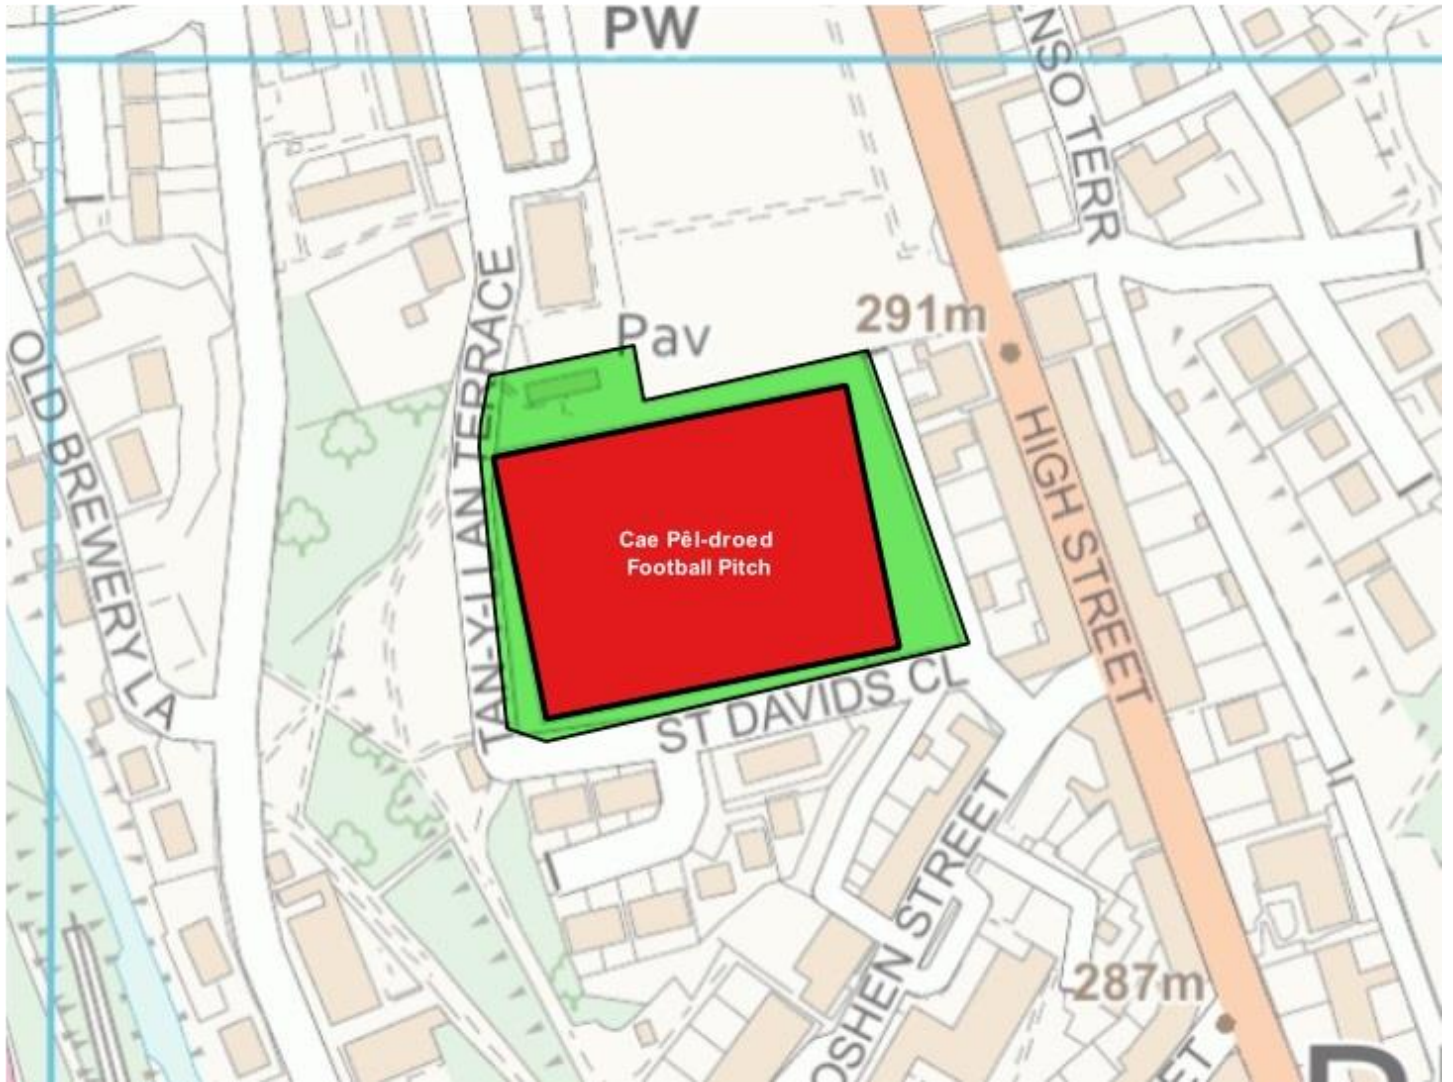 PW
NSO TERR
291m
Pav
TAN-Y-LLAN TERRACE
OLD BREWERY LA
HIGH STREET
Cae Pêl-droed
Football Pitch
ST DAVIDS CL
OSHEN STREET
287m
ET